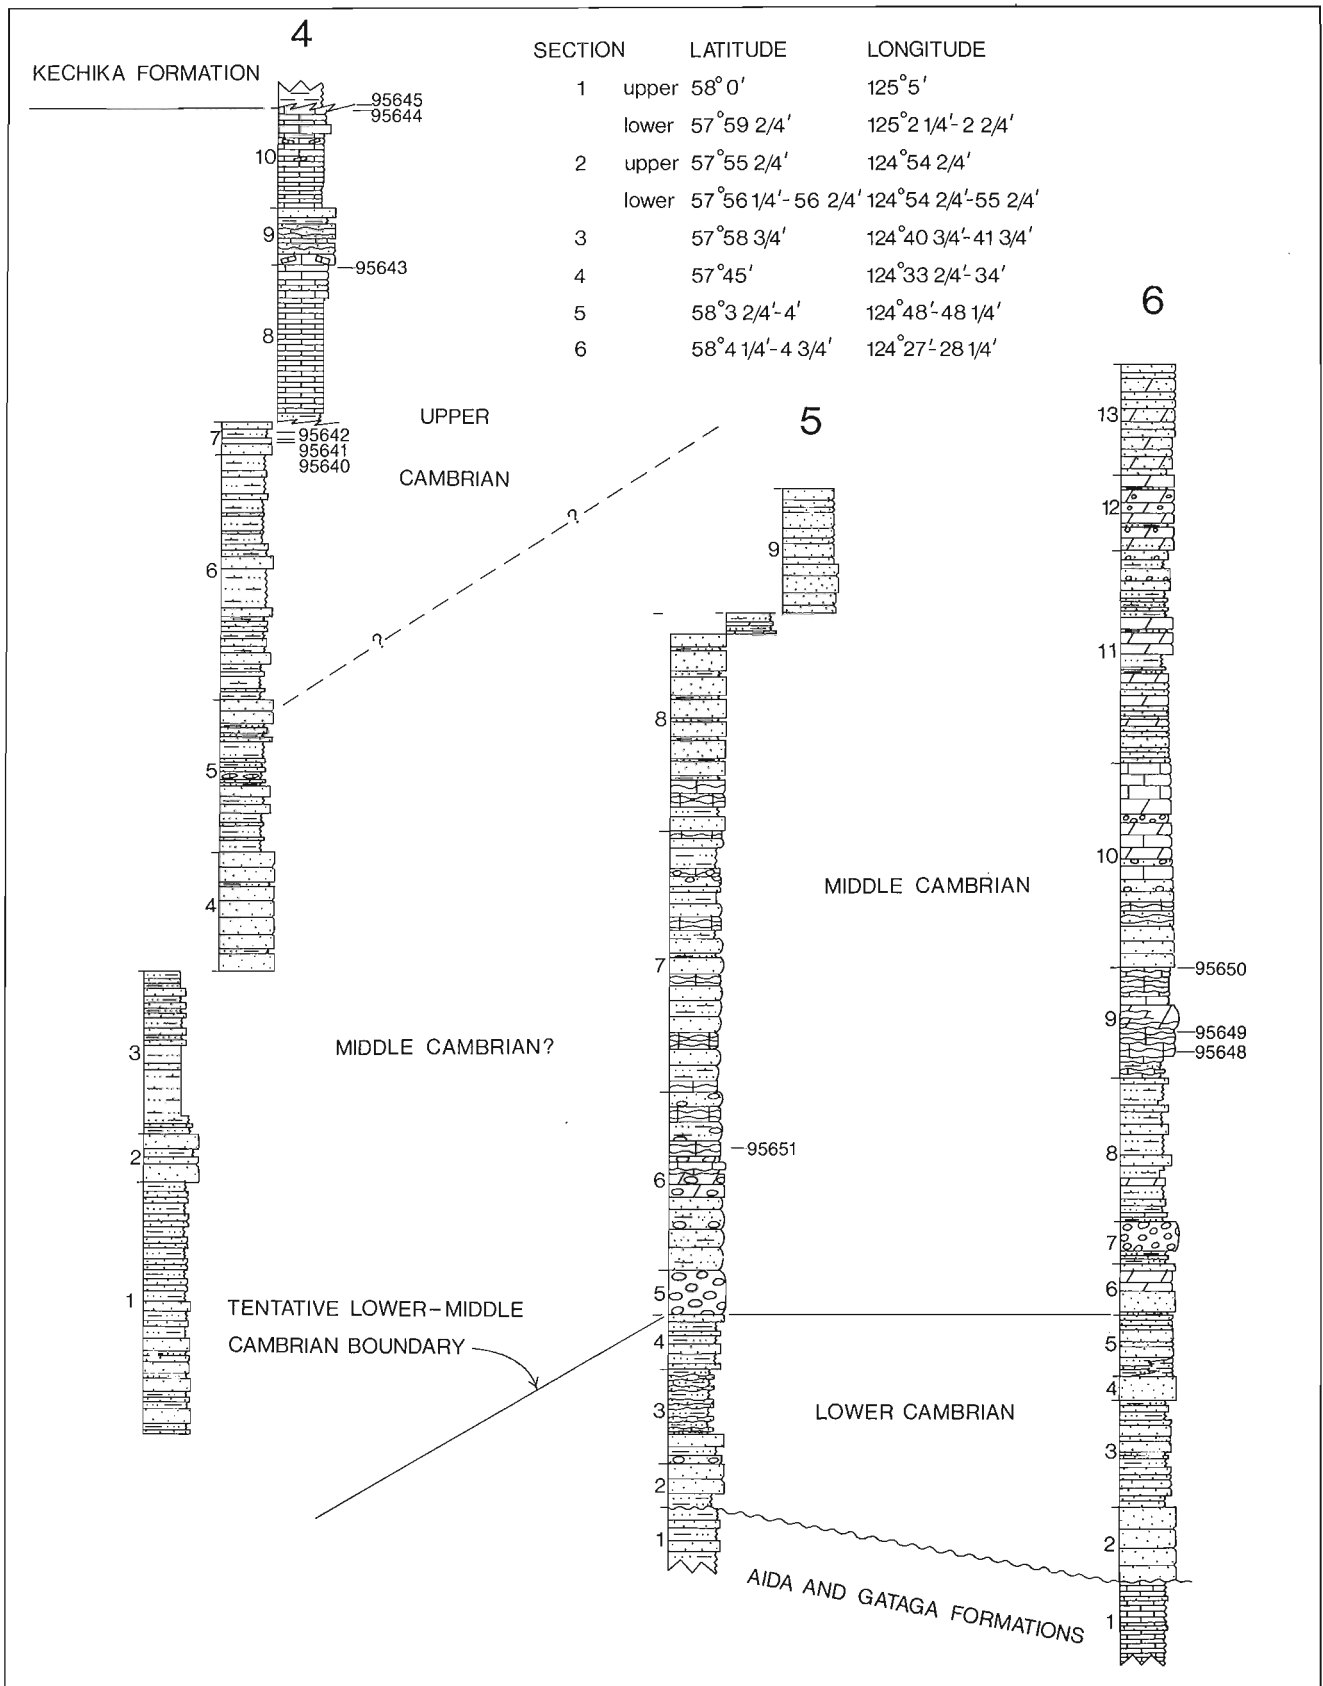 4
KECHIKA FORMATION
SECTION LATITUDE LONGITUDE
1 upper 58°0′ 125°5′
lower 57°59 2/4′ 125°2 1/4′-2 2/4′
2 upper 57°55 2/4′ 124°54 2/4′
lower 57°56 1/4′-56 2/4′ 124°54 2/4′-55 2/4′
3 57°58 3/4′ 124°40 3/4′-41 3/4′
4 57°45′ 124°33 2/4′-34′
5 58°3 2/4′-4′ 124°48′-48 1/4′
6 58°4 1/4′-4 3/4′ 124°27′-28 1/4′
95645
95644
10
9
95643
8
7
95642
95641
95640
6
5
4
3
2
1
UPPER
CAMBRIAN
?
?
MIDDLE CAMBRIAN?
TENTATIVE LOWER-MIDDLE
CAMBRIAN BOUNDARY
5
9
8
7
95651
6
5
4
3
2
1
MIDDLE CAMBRIAN
LOWER CAMBRIAN
AIDA AND GATAGA FORMATIONS
6
13
12
11
10
95650
9
95649
95648
8
7
6
5
4
3
2
1